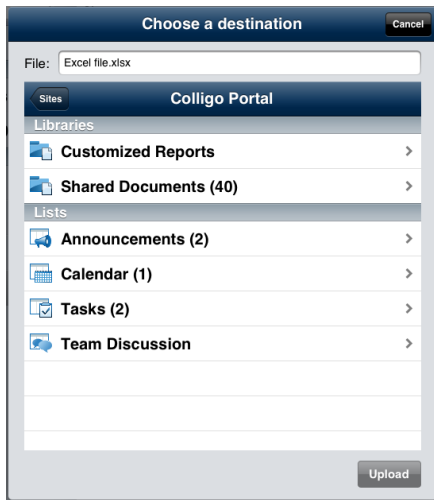 Choose a destination
Cancel
File: Excel file.xlsx
Sites
Colligo Portal
Libraries
Customized Reports
Shared Documents (40)
Lists
Announcements (2)
Calendar (1)
Tasks (2)
Team Discussion
Upload